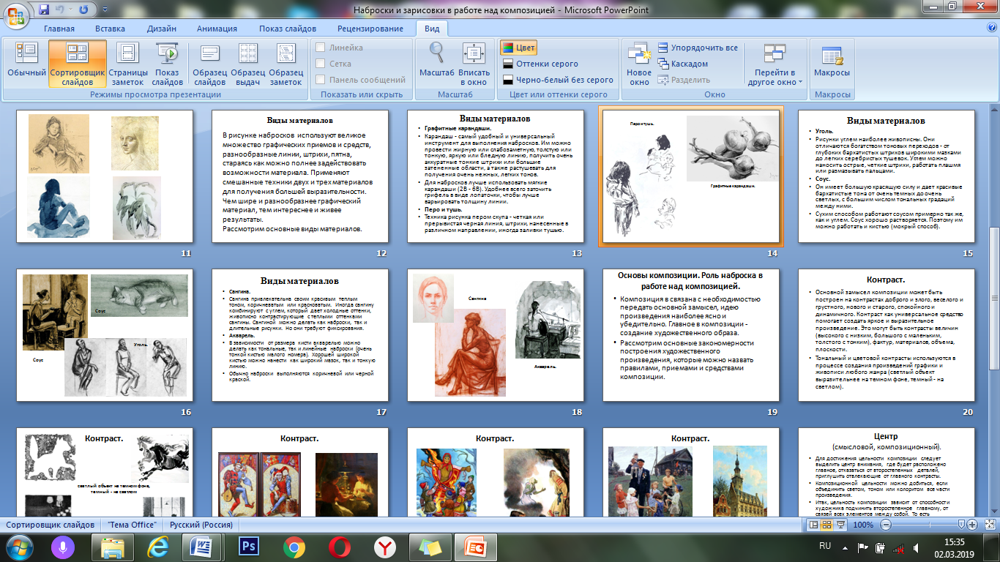 Наброски и зарисовки в работе над композицией - Microsoft PowerPoint
Главная Вставка Дизайн Анимация Показ слайдов Рецензирование Вид
Обычный
Сортировщик слайдов
Страницы заметок
Показ слайдов
Образец слайдов
Образец выдач
Образец заметок
Режимы просмотра презентации
Линейка
Сетка
Панель сообщений
Показать или скрыть
Масштаб
Вписать в окно
Масштаб
Цвет
Оттенки серого
Черно-белый без серого
Цвет или оттенки серого
Новое окно
Упорядочить все
Каскадом
Разделить
Перейти в другое окно
Окно
Макросы
Макросы
11
Виды материалов
В рисунке набросков используют великое
множество графических приемов и средств,
разнообразные линии, штрихи, пятна,
стараясь как можно полнее задействовать
возможности материала. Применяют
смешанные техники двух и трех материалов
для получения большей выразительности.
Чем шире и разнообразнее графический
материал, тем интереснее и живее
результаты.
Рассмотрим основные виды материалов.
12
Виды материалов
• Графитные карандаши.
• Карандаш - самый удобный и универсальный
инструмент для выполнения набросков. Им можно
провести жирную или слабозаметную, толстую или
тонкую, яркую или бледную линию, получить очень
аккуратные тонкие штрихи или большие
затененные области, а также растушевать для
получения очень нежных, легких тонов.
• Для набросков лучше использовать мягкие
карандаши (2В - 6В). Удобнее всего заточить
грифель в виде лопаточки, чтобы лучше
варьировать толщину линии.
• Перо и тушь.
• Техника рисунка пером скупа - четкая или
прерывистая черная линия, штрихи, нанесенные в
различном направлении, иногда заливки тушью.
13
Перо и тушь.
Графитные карандаши.
14
Виды материалов
• Уголь.
• Рисунки углем наиболее живописны. Они
отличаются богатством тоновых переходов - от
глубоких бархатистых штрихов широкими мазками
до легких серебристых тушевок. Углем можно
наносить острые, четкие штрихи, работать плашмя
или размазывать пальцами.
• Соус.
• Он имеет большую красящую силу и дает красивые
бархатистые тона от очень темных до очень
светлых, с большим числом тональных градаций
между ними.
• Сухим способом работают соусом примерно так же,
как и углем. Соус хорошо растворяется. Поэтому им
можно работать и кистью (мокрый способ).
15
Соус
Уголь.
Соус
16
Виды материалов
• Сангина.
• Сангина привлекательна своим красивым теплым
тоном, коричневатым или красноватым. Иногда сангину
комбинируют с углем, который дает холодные оттенки,
живописно контрастирующие с теплыми оттенками
сангины. Сангиной можно делать как наброски, так и
длительные рисунки. Но они требуют фиксирования.
• Акварель.
• В зависимости от размера кисти акварелью можно
делать как тональные, так и линейные наброски (очень
тонкой кистью малого номера). Хорошей широкой
кистью можно нанести как широкий мазок, так и тонкую
линию.
• Обычно наброски выполняются коричневой или черной
краской.
17
Сангина
Акварель.
18
Основы композиции. Роль наброска в
работе над композицией.
• Композиция в связана с необходимостью
передать основной замысел, идею
произведения наиболее ясно и
убедительно. Главное в композиции -
создание художественного образа.
• Рассмотрим основные закономерности
построения художественного
произведения, которые можно назвать
правилами, приемами и средствами
композиции.
19
Контраст.
• Основной замысел композиции может быть
построен на контрастах доброго и злого, веселого и
грустного, нового и старого, спокойного и
динамичного. Контраст как универсальное средство
помогает создать яркое и выразительное
произведение. Это могут быть контрасты величин
(высокого с низким, большого с маленьким,
толстого с тонким), фактур, материалов, объема,
плоскости.
• Тональный и цветовой контрасты используются в
процессе создания произведений графики и
живописи любого жанра (светлый объект
выразительнее на темном фоне, темный - на
светлом).
20
Контраст.
светлый объект на темном фоне,
темный - на светлом
Контраст.
Контраст.
Контраст.
Центр
(смысловой, композиционный).
• Для достижения цельности композиции следует
выделить центр внимания, где будет расположено
главное, отказаться от второстепенных деталей,
приглушить отвлекающие от главного контрасты.
• Композиционной цельности можно добиться, если
объединить светом, тоном или колоритом все части
произведения.
• Итак, цельность композиции зависит от способности
художника подчинить второстепенное главному, от
связей всех элементов между собой. То есть
Сортировщик слайдов "Тема Office" Русский (Россия) 100%
Ps
RU 15:35
02.03.2019